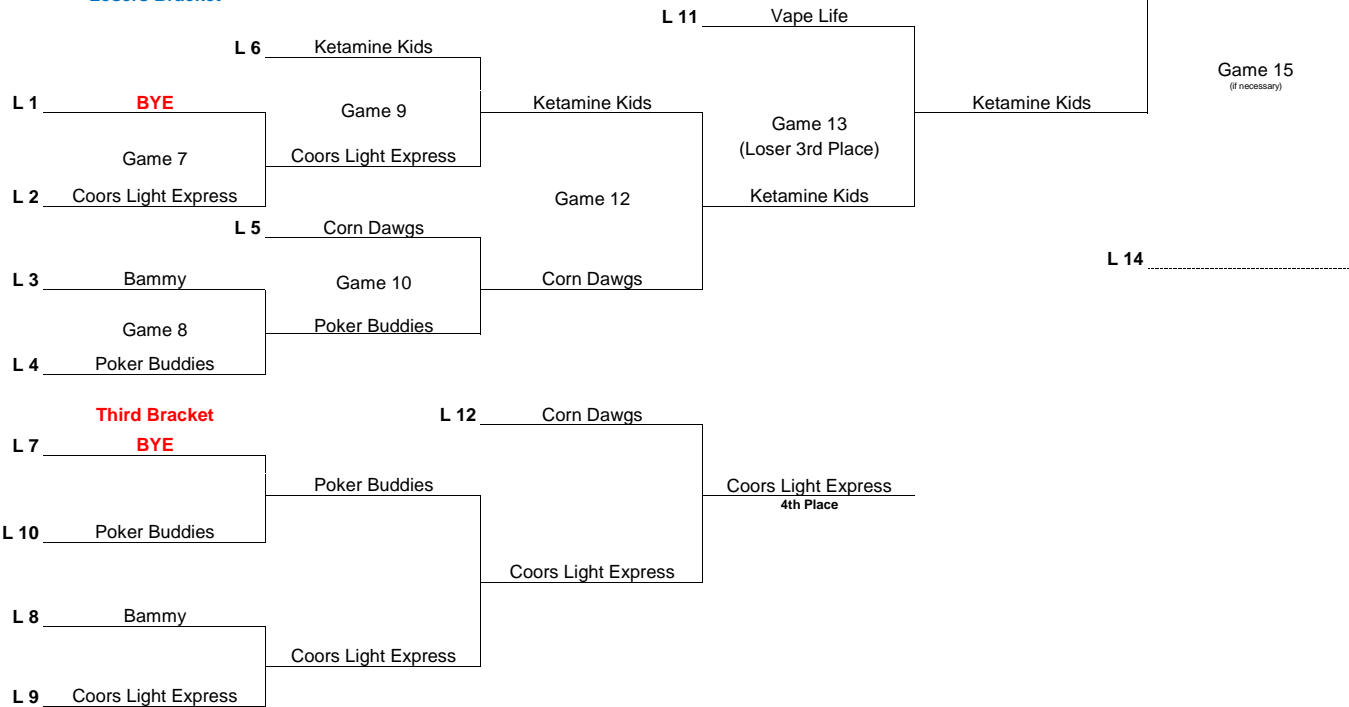 Losers Bracket
L 11 Vape Life
L 6 Ketamine Kids
Game 15
(if necessary)
L 1 BYE
Game 9
Ketamine Kids
Ketamine Kids
Game 13
(Loser 3rd Place)
Game 7
Coors Light Express
L 2 Coors Light Express
Game 12
Ketamine Kids
L 5 Corn Dawgs
L 14
L 3 Bammy
Game 10
Corn Dawgs
Game 8
Poker Buddies
L 4 Poker Buddies
Third Bracket
L 12 Corn Dawgs
L 7 BYE
Poker Buddies
Coors Light Express
4th Place
L 10 Poker Buddies
Coors Light Express
L 8 Bammy
Coors Light Express
L 9 Coors Light Express